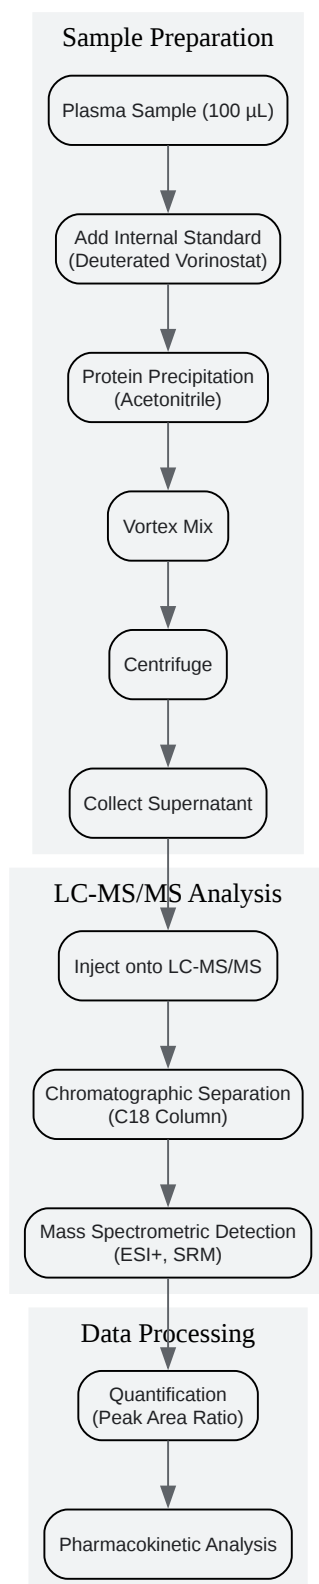 Sample Preparation
Plasma Sample (100 µL)
Add Internal Standard
(Deuterated Vorinostat)
Protein Precipitation
(Acetonitrile)
Vortex Mix
Centrifuge
Collect Supernatant
LC-MS/MS Analysis
Inject onto LC-MS/MS
Chromatographic Separation
(C18 Column)
Mass Spectrometric Detection
(ESI+, SRM)
Data Processing
Quantification
(Peak Area Ratio)
Pharmacokinetic Analysis